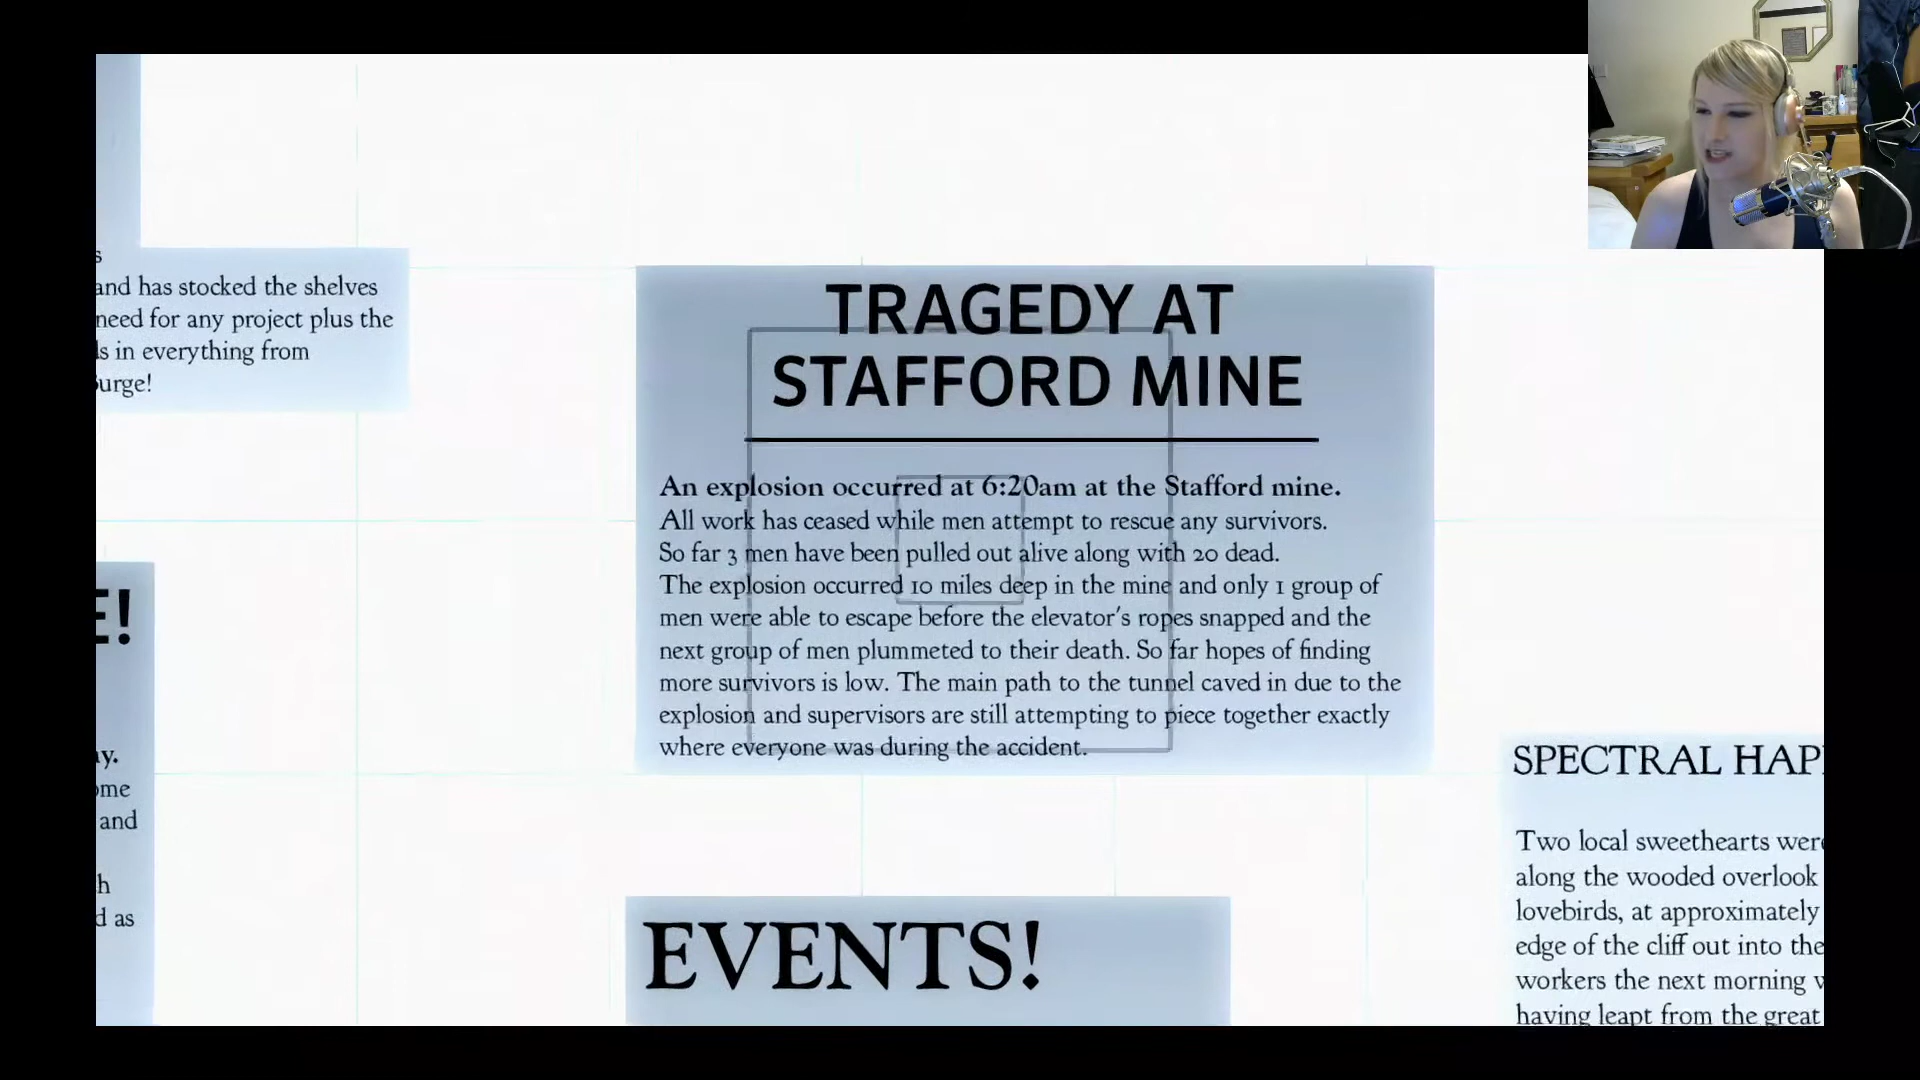 s
and has stocked the shelves
need for any project plus the
s in everything from
urge!
TRAGEDY AT
STAFFORD MINE
An explosion occurred at 6:20am at the Stafford mine.
All work has ceased while men attempt to rescue any survivors.
So far 3 men have been pulled out alive along with 20 dead.
The explosion occurred 10 miles deep in the mine and only 1 group of
men were able to escape before the elevator's ropes snapped and the
next group of men plummeted to their death. So far hopes of finding
more survivors is low. The main path to the tunnel caved in due to the
explosion and supervisors are still attempting to piece together exactly
where everyone was during the accident.
E!
y.
ome
and
h
d as
EVENTS!
SPECTRAL HAP
Two local sweethearts were
along the wooded overlook
lovebirds, at approximately
edge of the cliff out into the
workers the next morning
having leapt from the great